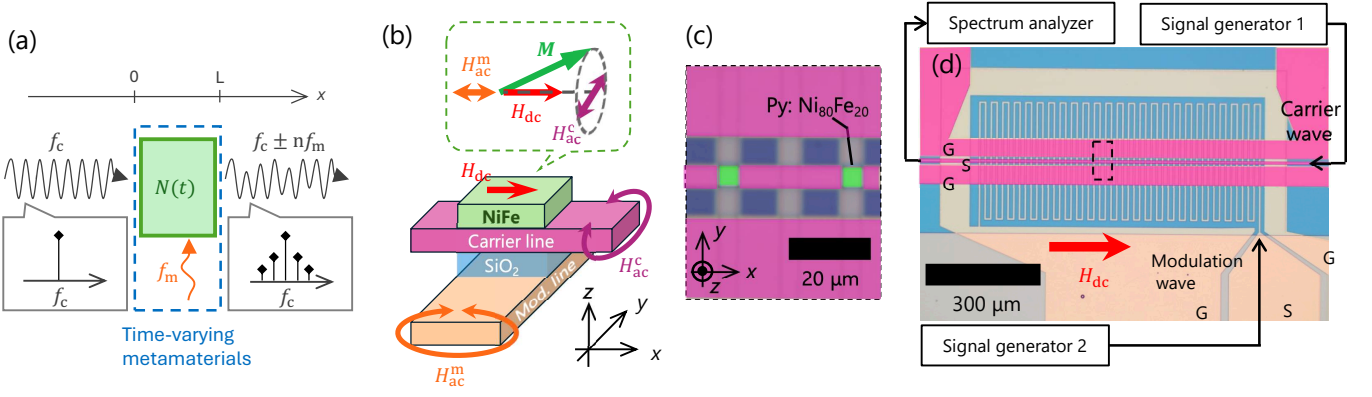 (a)
0
L
x
f_c
f_c ± nf_m
N(t)
f_m
f_c
f_c
Time-varying
metamaterials
(b)
M
H_ac^m
H_dc
H_ac^c
H_dc
NiFe
Carrier line
SiO₂
Mod. line
H_ac^c
H_ac^m
z
y
x
(c)
Py: Ni₈₀Fe₂₀
y
x
z
20 μm
Spectrum analyzer
Signal generator 1
(d)
Carrier
wave
G
S
G
H_dc
Modulation
wave
300 μm
G
S
G
Signal generator 2